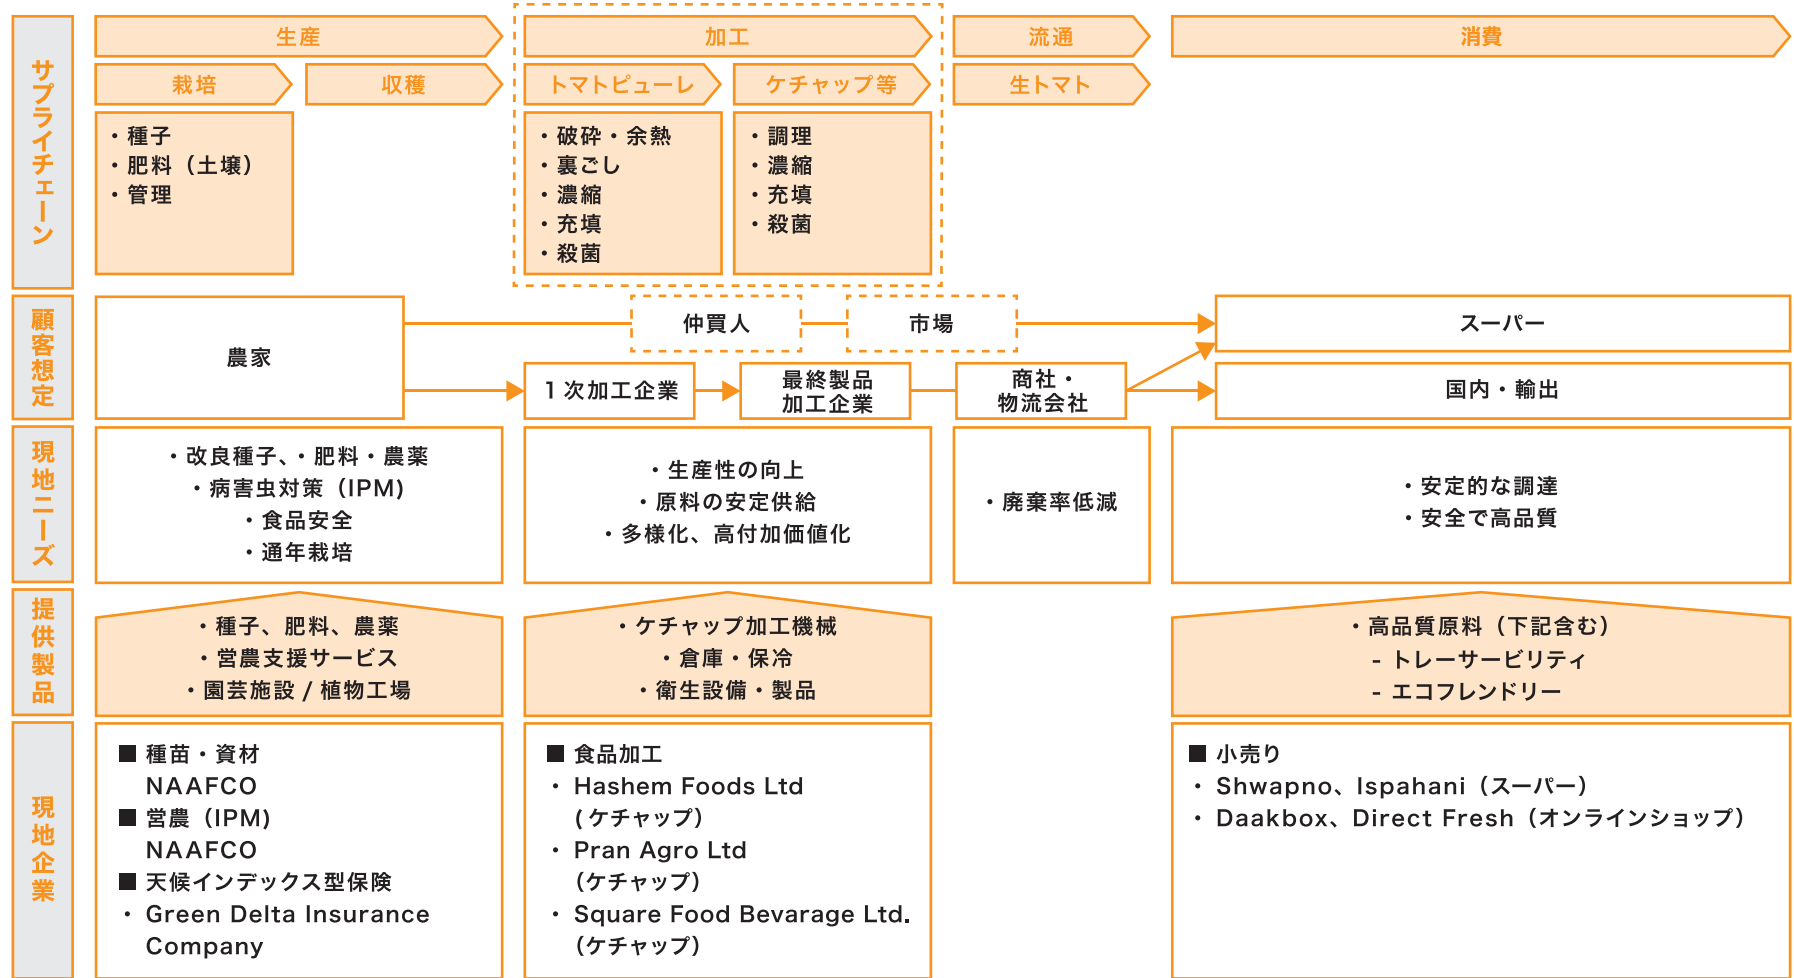 サプライチェーン
生産
加工
流通
消費
栽培
収穫
トマトピューレ
ケチャップ等
生トマト
・種子
・肥料（土壌）
・管理
・破砕・余熱
・裏ごし
・濃縮
・充填
・殺菌
・調理
・濃縮
・充填
・殺菌
顧客想定
農家
仲買人
市場
スーパー
1次加工企業
最終製品
加工企業
商社・
物流会社
国内・輸出
現地ニーズ
・改良種子、・肥料・農薬
・病害虫対策（IPM)
・食品安全
・通年栽培
・生産性の向上
・原料の安定供給
・多様化、高付加価値化
・廃棄率低減
・安定的な調達
・安全で高品質
提供製品
・種子、肥料、農薬
・営農支援サービス
・園芸施設 / 植物工場
・ケチャップ加工機械
・倉庫・保冷
・衛生設備・製品
・高品質原料（下記含む）
- トレーサービリティ
- エコフレンドリー
現地企業
■ 種苗・資材
NAAFCO
■ 営農（IPM)
NAAFCO
■ 天候インデックス型保険
・ Green Delta Insurance
Company
■ 食品加工
・ Hashem Foods Ltd
(ケチャップ）
・ Pran Agro Ltd
（ケチャップ）
・ Square Food Bevarage Ltd.
（ケチャップ）
■ 小売り
・ Shwapno、Ispahani（スーパー）
・ Daakbox、Direct Fresh（オンラインショップ）